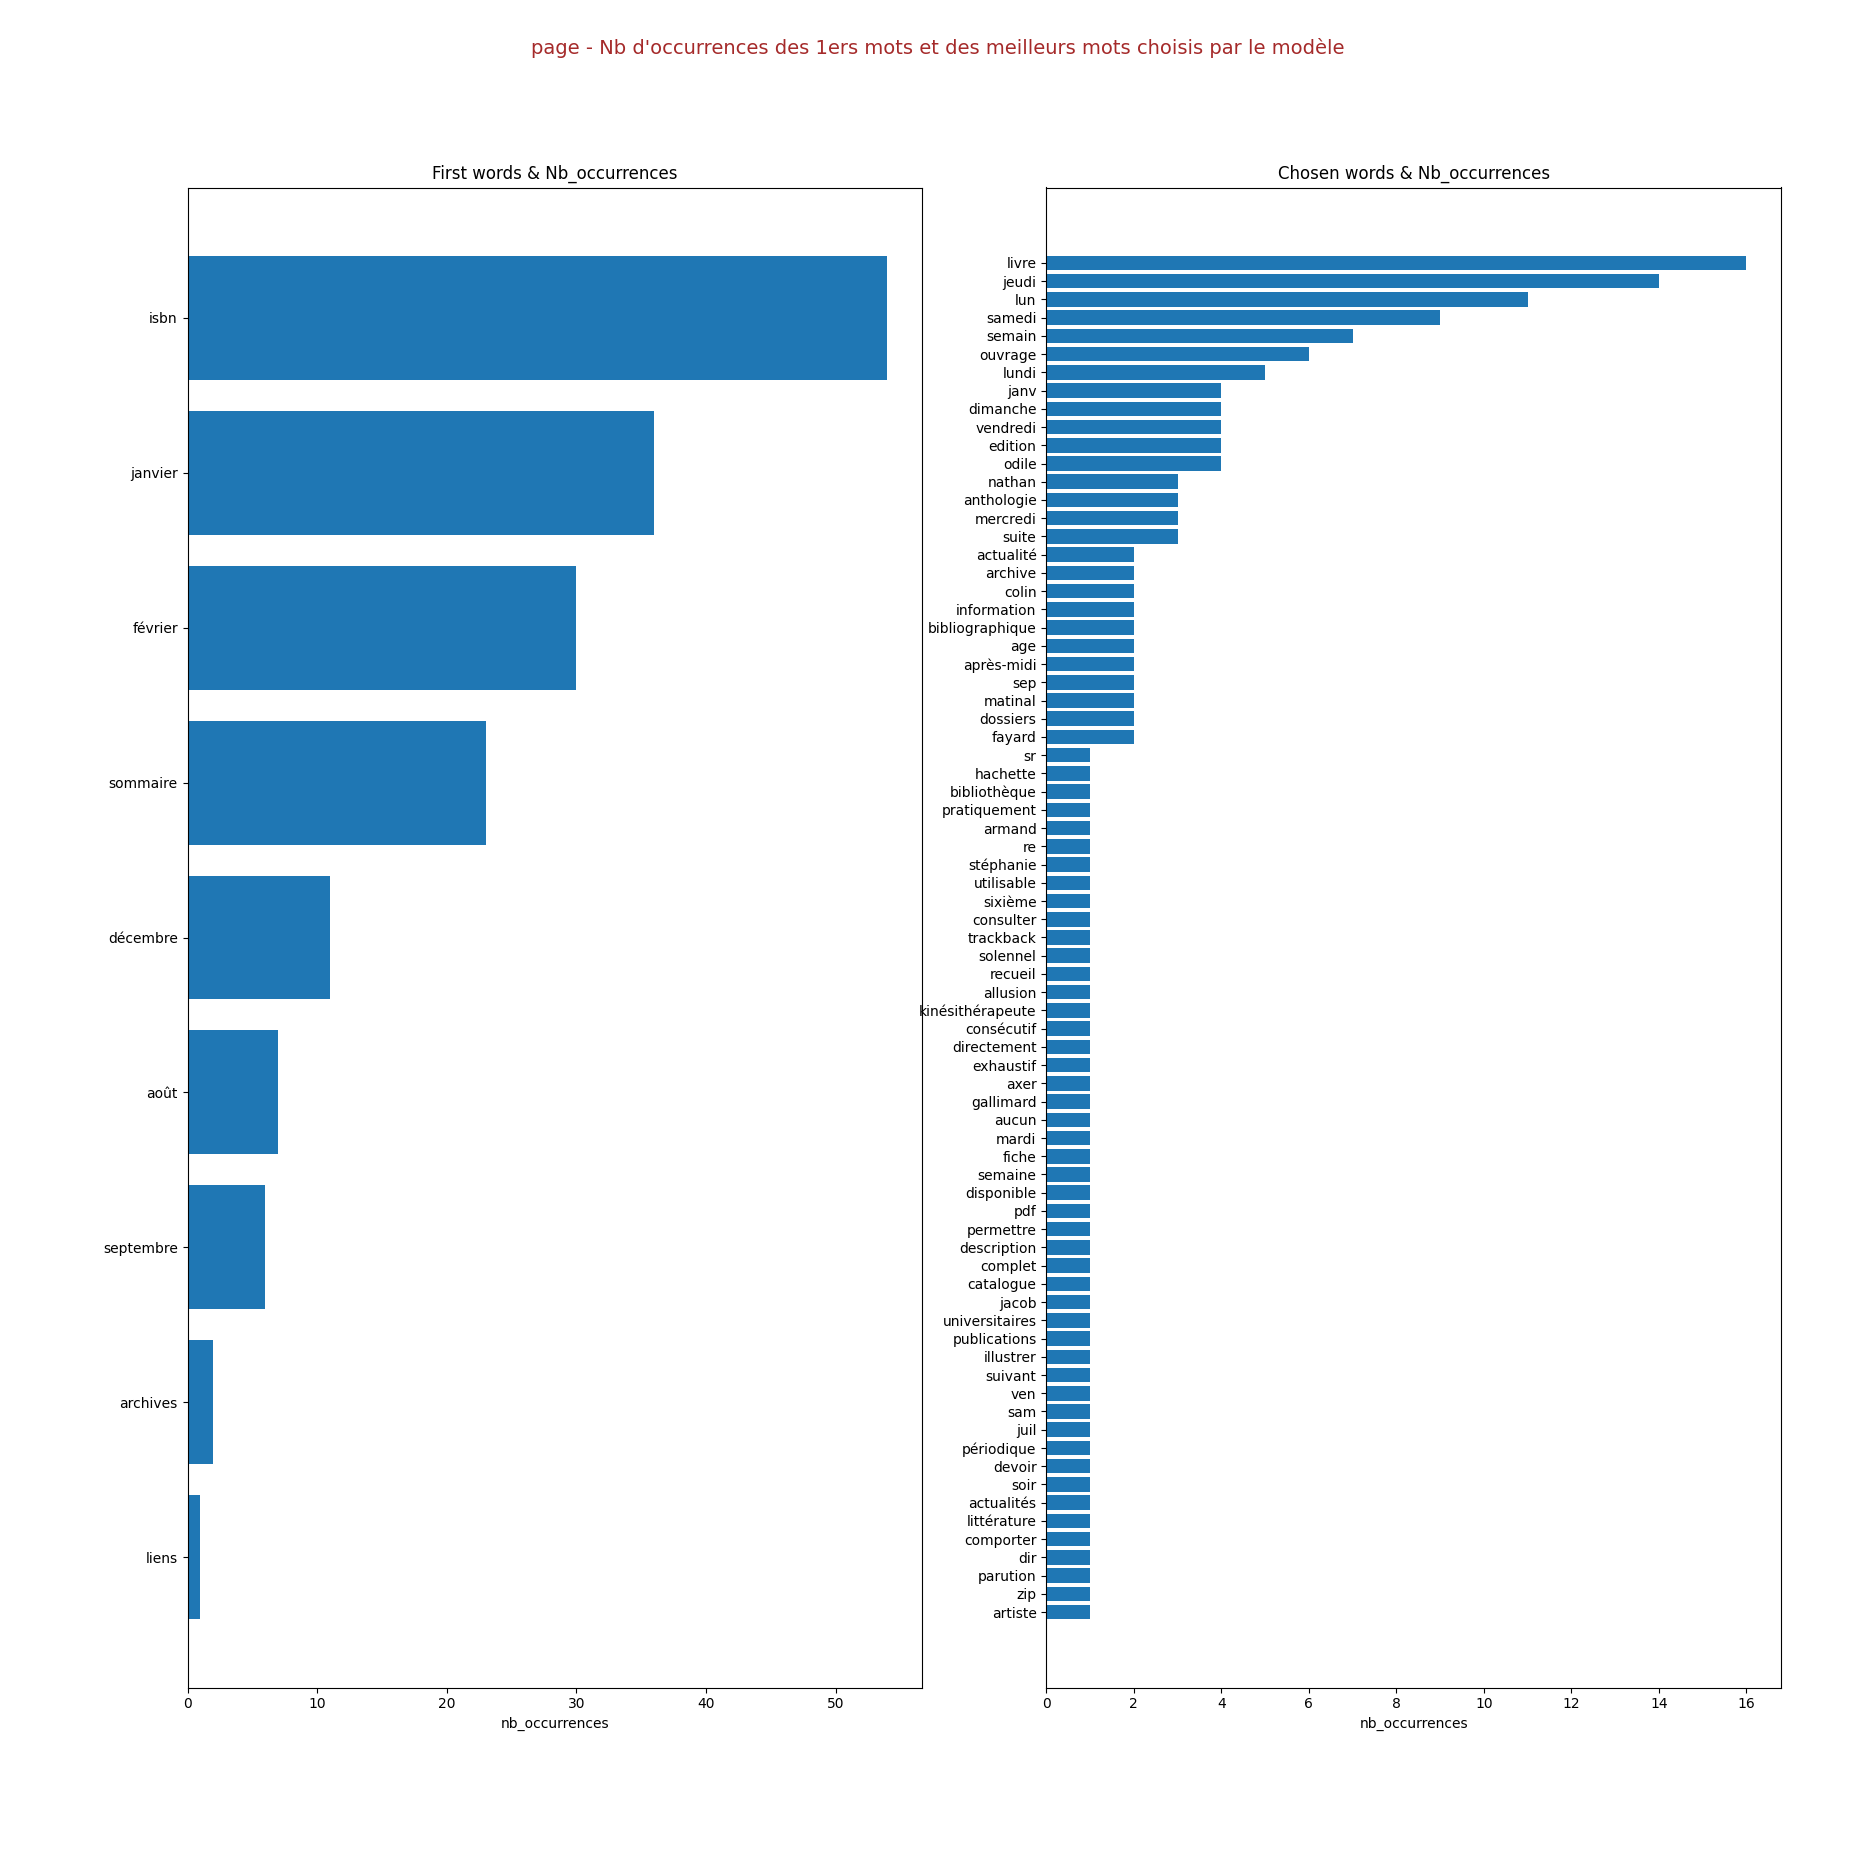 page - Nb d'occurrences des 1ers mots et des meilleurs mots choisis par le modèle
First words & Nb_occurrences
isbn
janvier
février
sommaire
décembre
août
septembre
archives
liens
0 10 20 30 40 50
nb_occurrences
Chosen words & Nb_occurrences
livre
jeudi
lun
samedi
semain
ouvrage
lundi
janv
dimanche
vendredi
edition
odile
nathan
anthologie
mercredi
suite
actualité
archive
colin
information
bibliographique
age
après-midi
sep
matinal
dossiers
fayard
sr
hachette
bibliothèque
pratiquement
armand
re
stéphanie
utilisable
sixième
consulter
trackback
solennel
recueil
allusion
kinésithérapeute
consécutif
directement
exhaustif
axer
gallimard
aucun
mardi
fiche
semaine
disponible
pdf
permettre
description
complet
catalogue
jacob
universitaires
publications
illustrer
suivant
ven
sam
juil
périodique
devoir
soir
actualités
littérature
comporter
dir
parution
zip
artiste
0 2 4 6 8 10 12 14 16
nb_occurrences